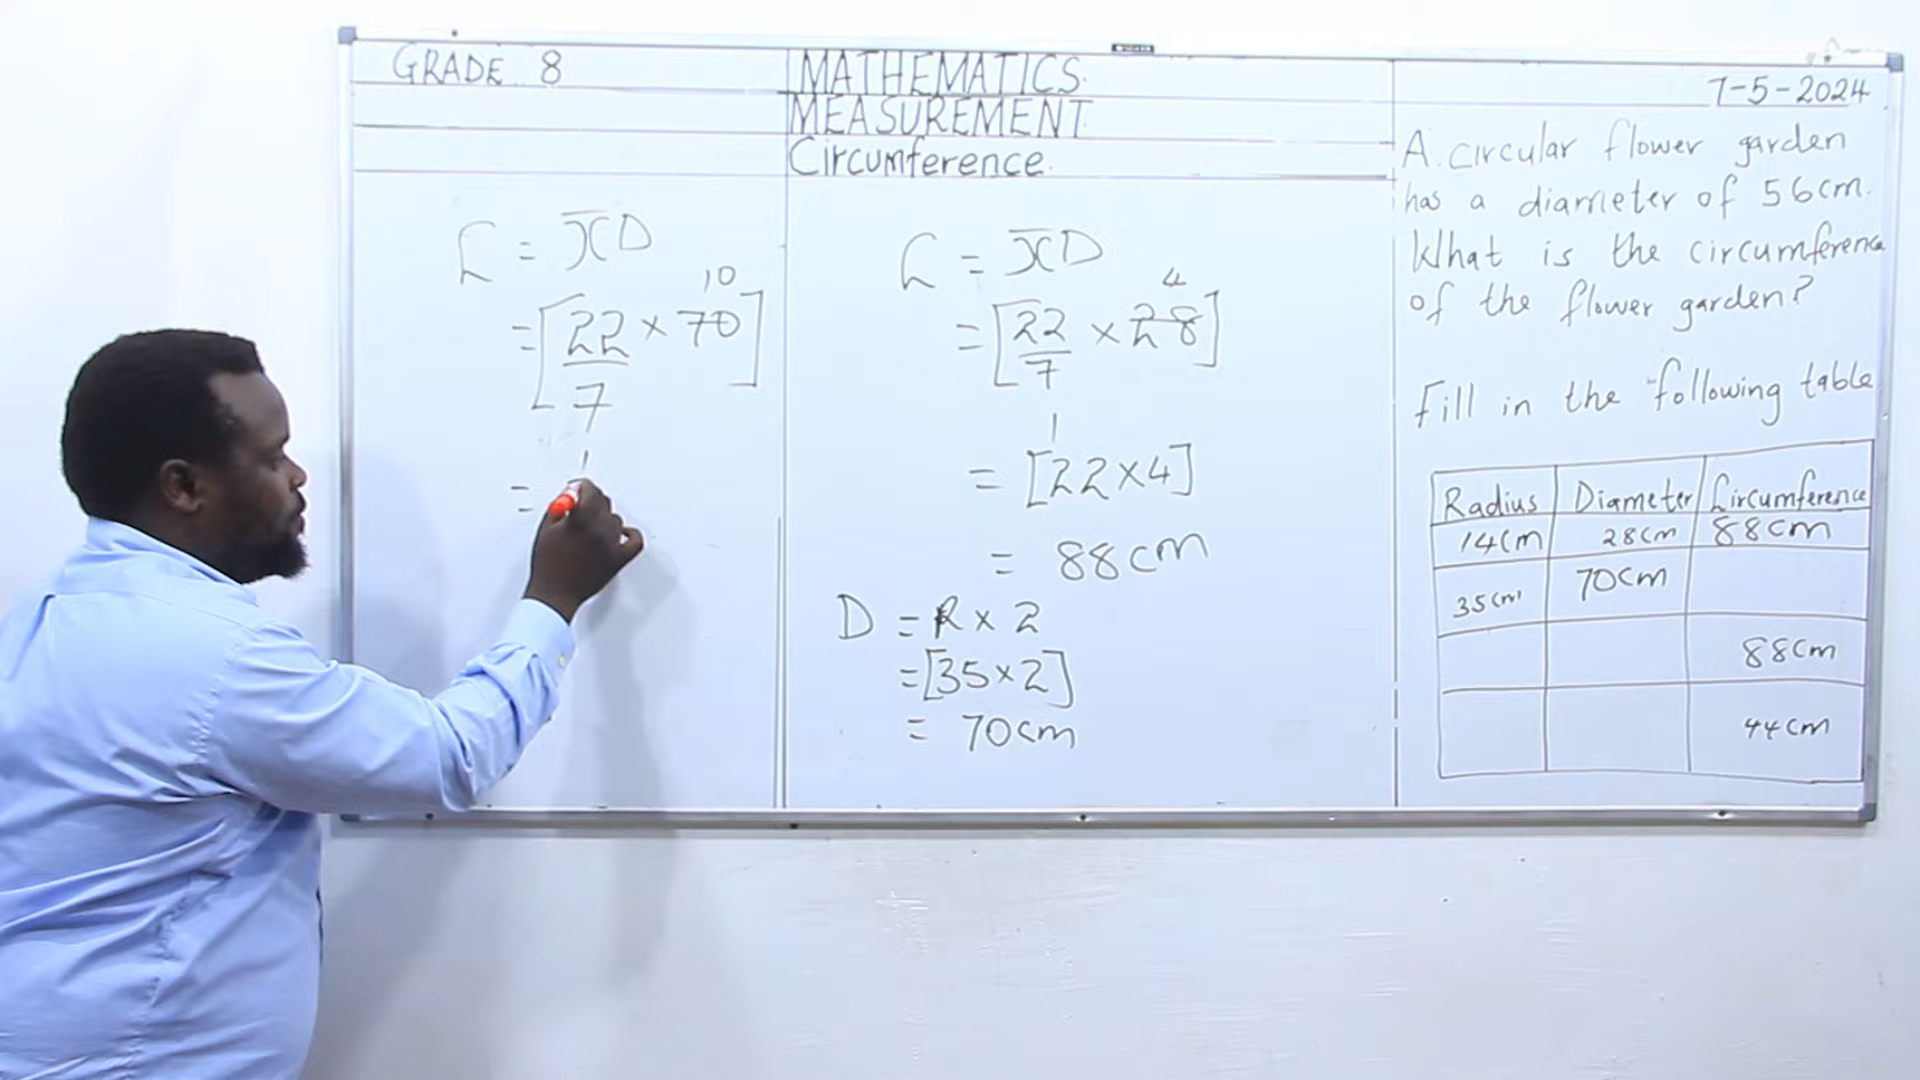 GRADE 8
MATHEMATICS
MEASUREMENT
Circumference.
7-5-2024
C = πD
10
= [22 × 70]
7
1
=
C = πD
4
= [22 × 28]
7
1
= [22×4]
= 88cm
D = R × 2
= [35×2]
= 70cm
A circular flower garden
has a diameter of 56cm.
What is the circumference
of the flower garden?
Fill in the following table
Radius Diameter Circumference
14cm 28cm 88cm
35cm 70cm
88cm
44cm